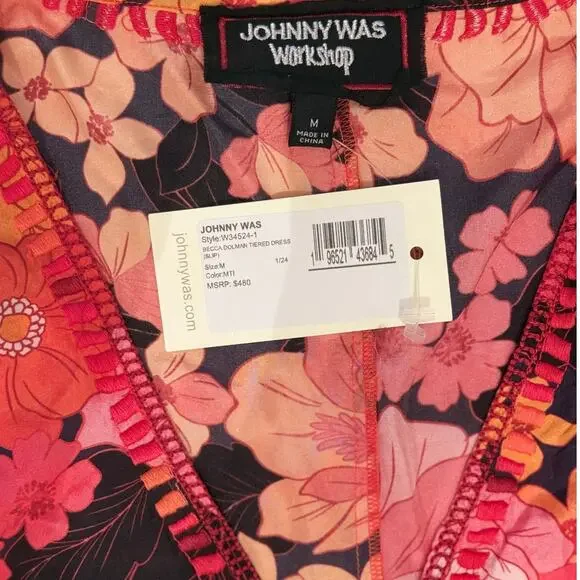 JOHNNY WAS
Workshop
M
MADE IN
CHINA
johnnywas.com
JOHNNY WAS
Style:W34524-1
BECCA DOLMAN TIERED DRESS
(SLIP)
Size:M 1/24
Color:MTI
MSRP: $480
1 96521 43684 5